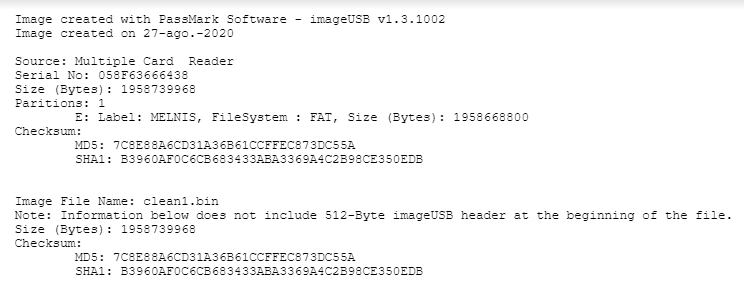 Image created with PassMark Software - imageUSB v1.3.1002
Image created on 27-ago.-2020
Source: Multiple Card  Reader
Serial No: 058F63666438
Size (Bytes): 1958739968
Paritions: 1
E: Label: MELNIS, FileSystem : FAT, Size (Bytes): 1958668800
Checksum:
MD5: 7C8E88A6CD31A36B61CCFFEC873DC55A
SHA1: B3960AF0C6CB683433ABA3369A4C2B98CE350EDB
Image File Name: clean1.bin
Note: Information below does not include 512-Byte imageUSB header at the beginning of the file.
Size (Bytes): 1958739968
Checksum:
MD5: 7C8E88A6CD31A36B61CCFFEC873DC55A
SHA1: B3960AF0C6CB683433ABA3369A4C2B98CE350EDB